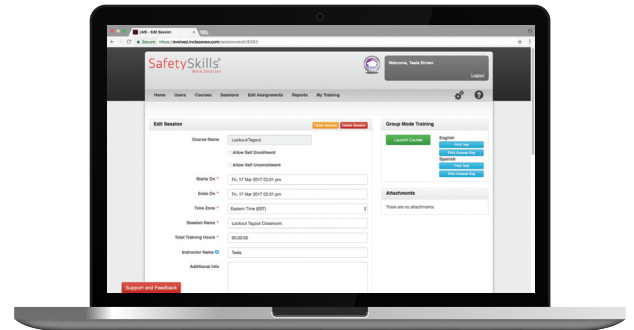 LMS - Edit Session
Secure https://evolved.inclassnow.com/sessions/edit/8385
SafetySkills®
Work Smarter
Welcome, Teela Brown
Logout
Home Users Courses Sessions Edit Assignments Reports My Training
Edit Session
Delete Session
Course Name
Lockout/Tagout
Allow Self Enrollment
Allow Self Unenrollment
Starts On *
Fri, 17 Mar 2017 03:31 pm
Ends On *
Fri, 17 Mar 2017 03:31 pm
Time Zone *
Eastern Time (EST)
Session Name *
Lockout Tagout Classroom
Total Training Hours *
00:20:00
Instructor Name
Teela
Additional Info
Group Mode Training
Launch Course
English
Print Test
Print Answer Key
Spanish
Print Test
Print Answer Key
Attachments
There are no attachments
Support and Feedback